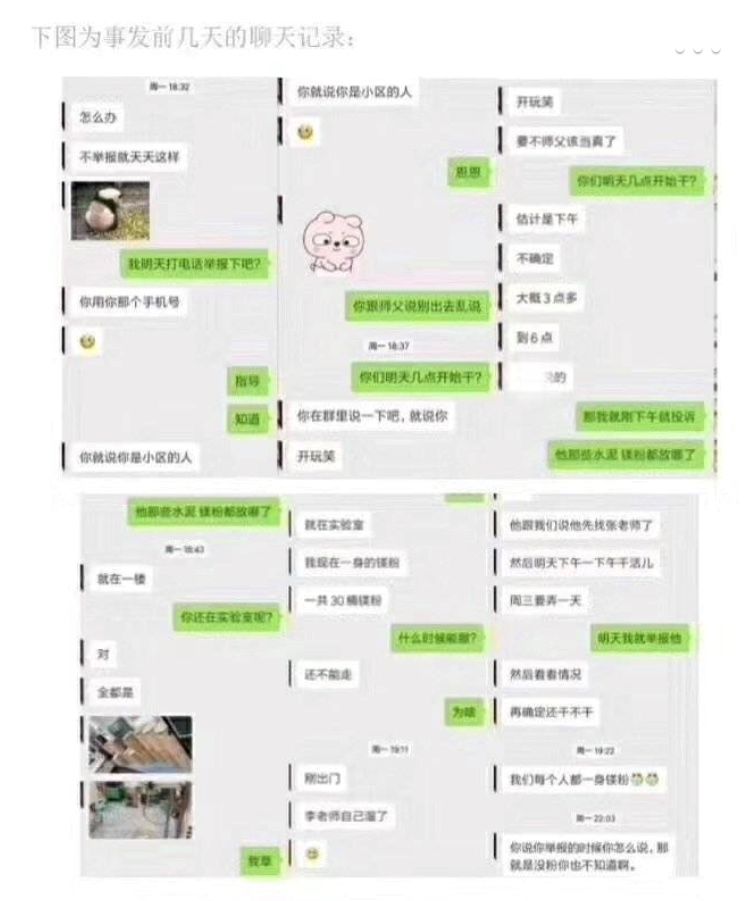 下图为事发前几天的聊天记录：
周一 18:32
怎么办
不举报就天天这样
我明天打电话举报下吧？
你用你那个手机号
指导
知道
你就说你是小区的人
你就说你是小区的人
恩恩
你跟师父说别出去乱说
周一 18:37
你们明天几点开始干？
你在群里说一下吧，就说你
开玩笑
开玩笑
要不师父该当真了
你们明天几点开始干？
估计是下午
不确定
大概3点多
到6点
的
那我就刚下午就投诉
他那些水泥 镁粉都放哪了
他那些水泥 镁粉都放哪了
周一 18:43
就在一楼
你还在实验室呢？
对
全都是
我草
就在实验室
我现在一身的镁粉
一共30桶镁粉
什么时候能撤？
还不能走
为啥
周一 19:11
刚出门
李老师自己溜了
他跟我们说他先找张老师了
然后明天下午一下午干活儿
周三要弄一天
明天我就举报他
然后看看情况
再确定还干不干
周一 19:22
我们每个人都一身镁粉
周一 22:03
你说你举报的时候你怎么说，那
就是没粉你也不知道啊。